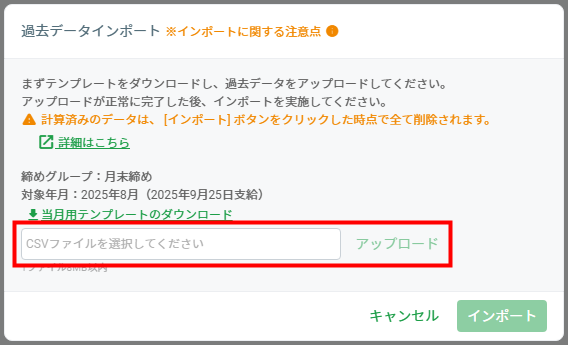 過去データインポート ※インポートに関する注意点
まずテンプレートをダウンロードし、過去データをアップロードしてください。
アップロードが正常に完了した後、インポートを実施してください。
計算済みのデータは、[インポート] ボタンをクリックした時点で全て削除されます。
詳細はこちら
締めグループ：月末締め
対象年月：2025年8月（2025年9月25日支給）
当月用テンプレートのダウンロード
CSVファイルを選択してください アップロード
キャンセル インポート